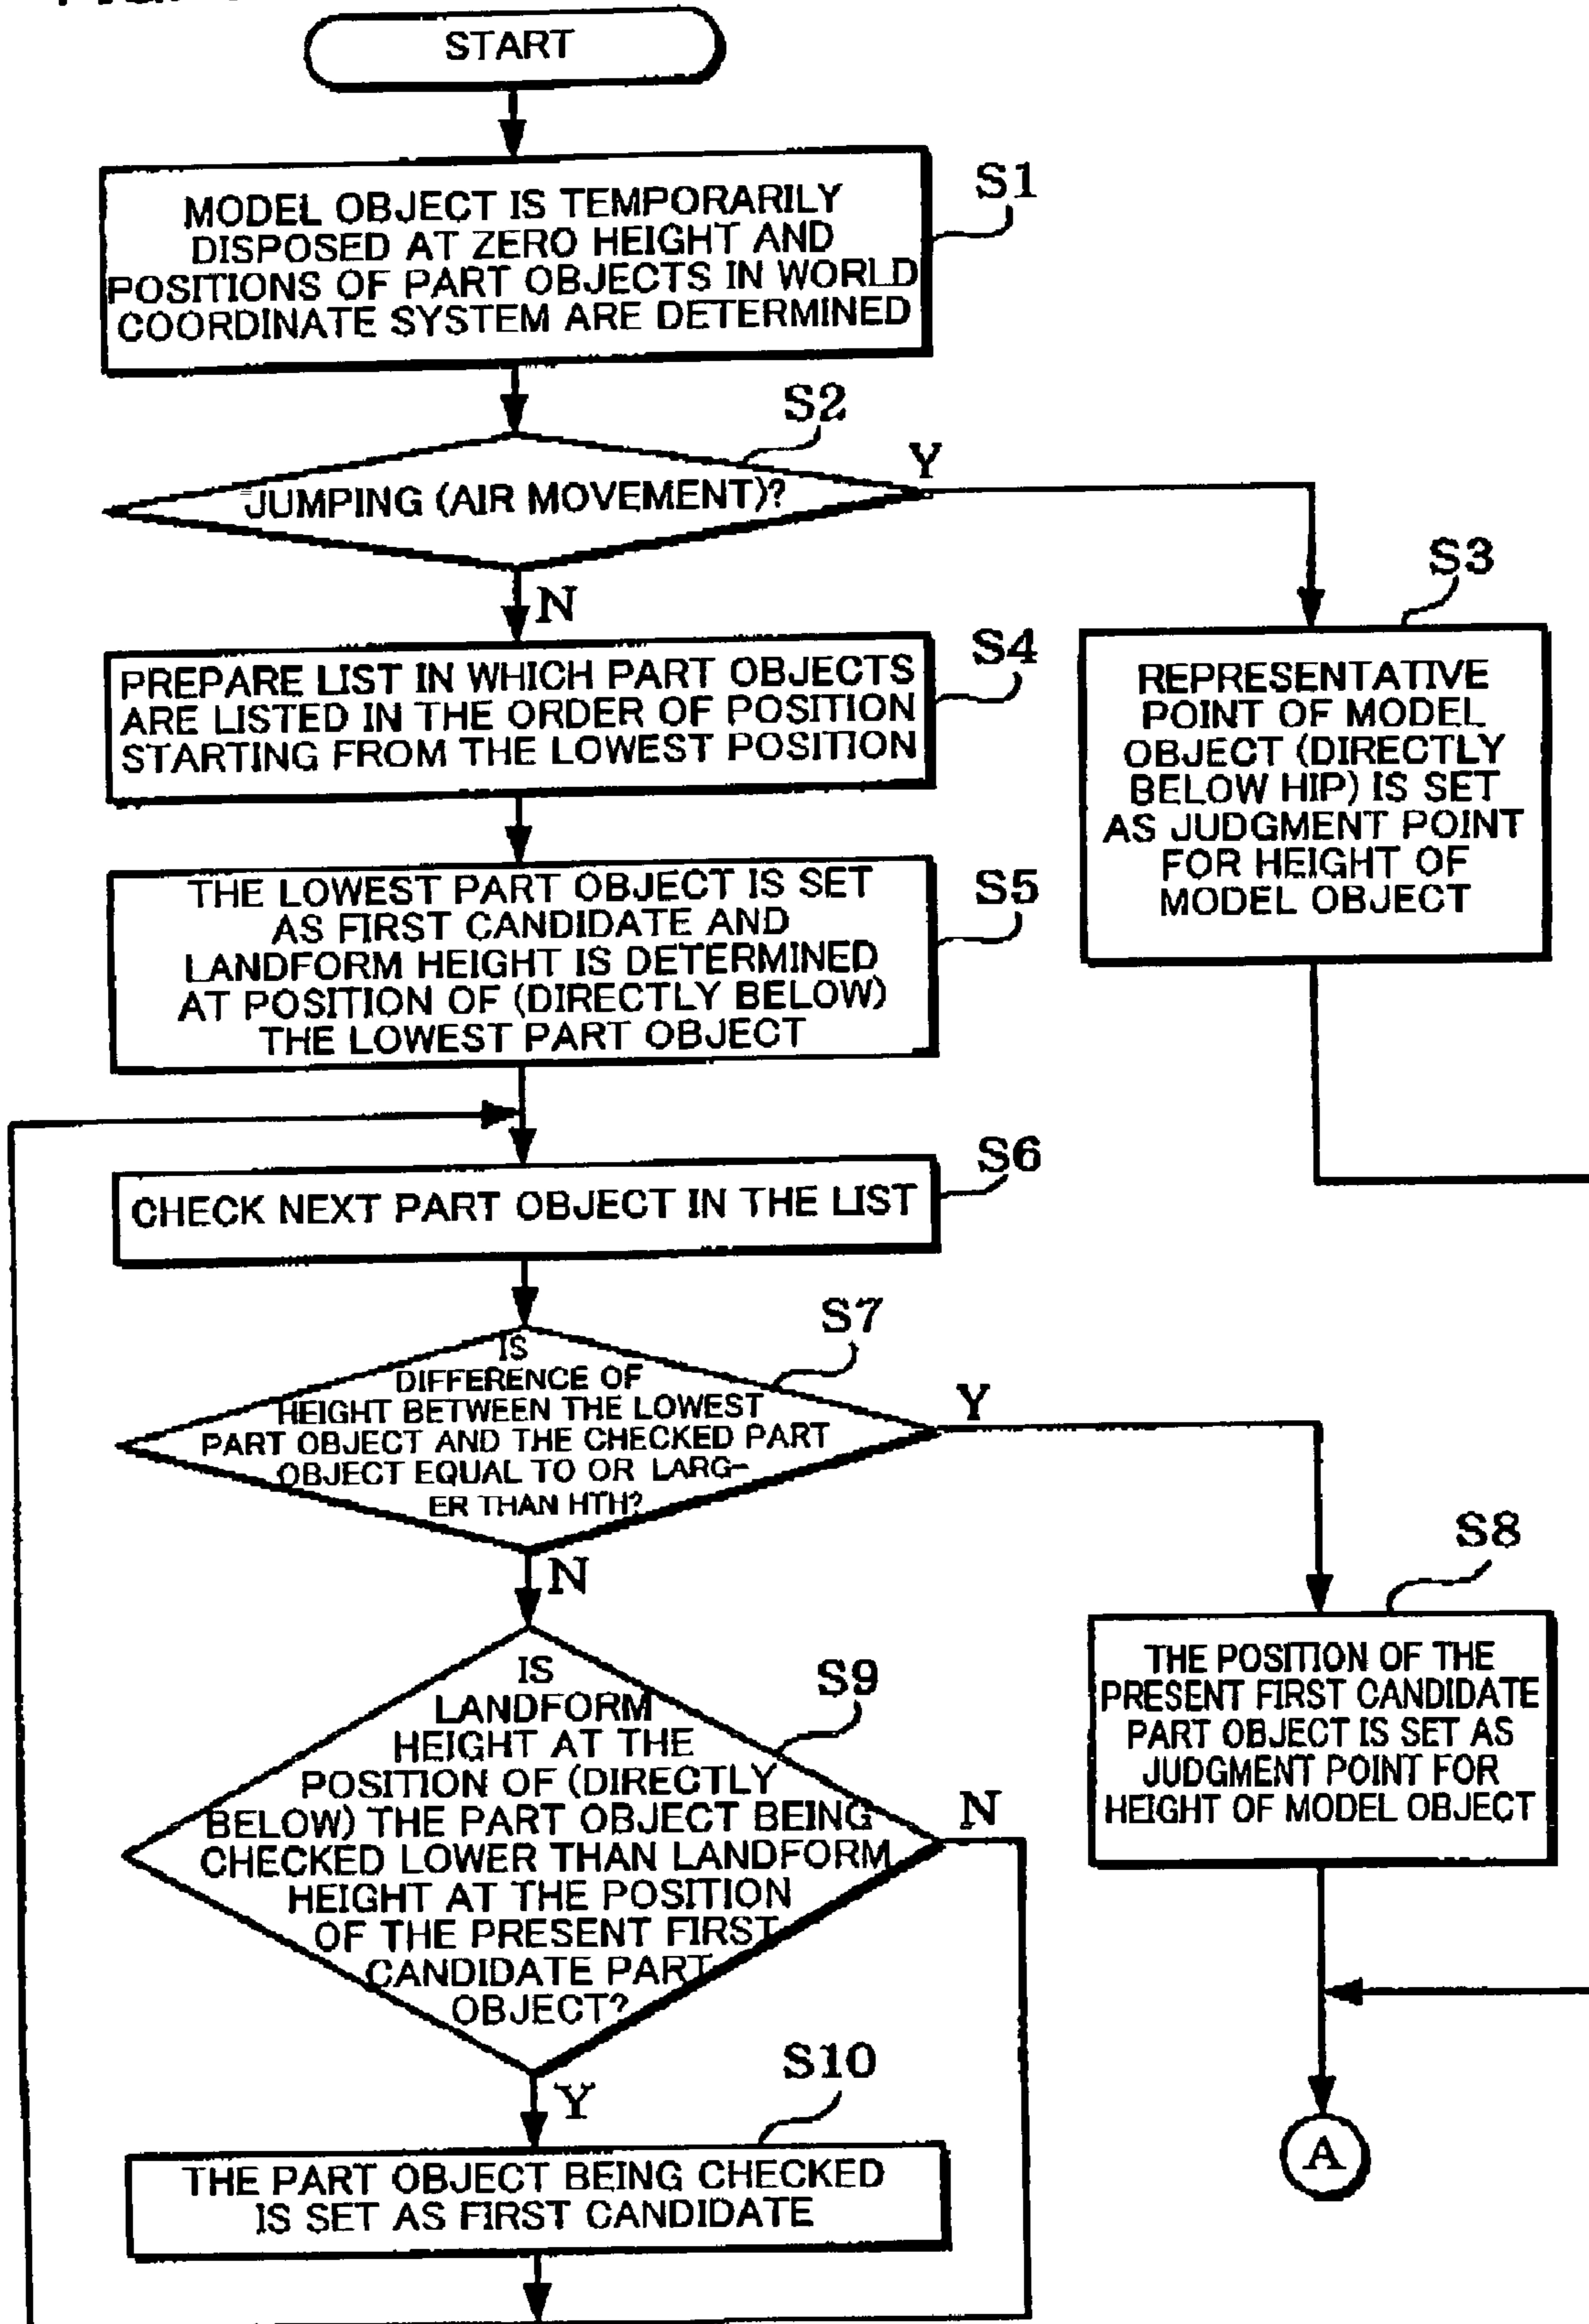 START
S1
MODEL OBJECT IS TEMPORARILY
DISPOSED AT ZERO HEIGHT AND
POSITIONS OF PART OBJECTS IN WORLD
COORDINATE SYSTEM ARE DETERMINED
S2
JUMPING (AIR MOVEMENT)?
Y
N
S3
REPRESENTATIVE
POINT OF MODEL
OBJECT (DIRECTLY
BELOW HIP) IS SET
AS JUDGMENT POINT
FOR HEIGHT OF
MODEL OBJECT
S4
PREPARE LIST IN WHICH PART OBJECTS
ARE LISTED IN THE ORDER OF POSITION
STARTING FROM THE LOWEST POSITION
S5
THE LOWEST PART OBJECT IS SET
AS FIRST CANDIDATE AND
LANDFORM HEIGHT IS DETERMINED
AT POSITION OF (DIRECTLY BELOW)
THE LOWEST PART OBJECT
S6
CHECK NEXT PART OBJECT IN THE LIST
S7
IS
DIFFERENCE OF
HEIGHT BETWEEN THE LOWEST
PART OBJECT AND THE CHECKED PART
OBJECT EQUAL TO OR LARG-
ER THAN HTH?
Y
N
S8
THE POSITION OF THE
PRESENT FIRST CANDIDATE
PART OBJECT IS SET AS
JUDGMENT POINT FOR
HEIGHT OF MODEL OBJECT
S9
IS
LANDFORM
HEIGHT AT THE
POSITION OF (DIRECTLY
BELOW) THE PART OBJECT BEING
CHECKED LOWER THAN LANDFORM
HEIGHT AT THE POSITION
OF THE PRESENT FIRST
CANDIDATE PART
OBJECT?
N
Y
S10
THE PART OBJECT BEING CHECKED
IS SET AS FIRST CANDIDATE
A